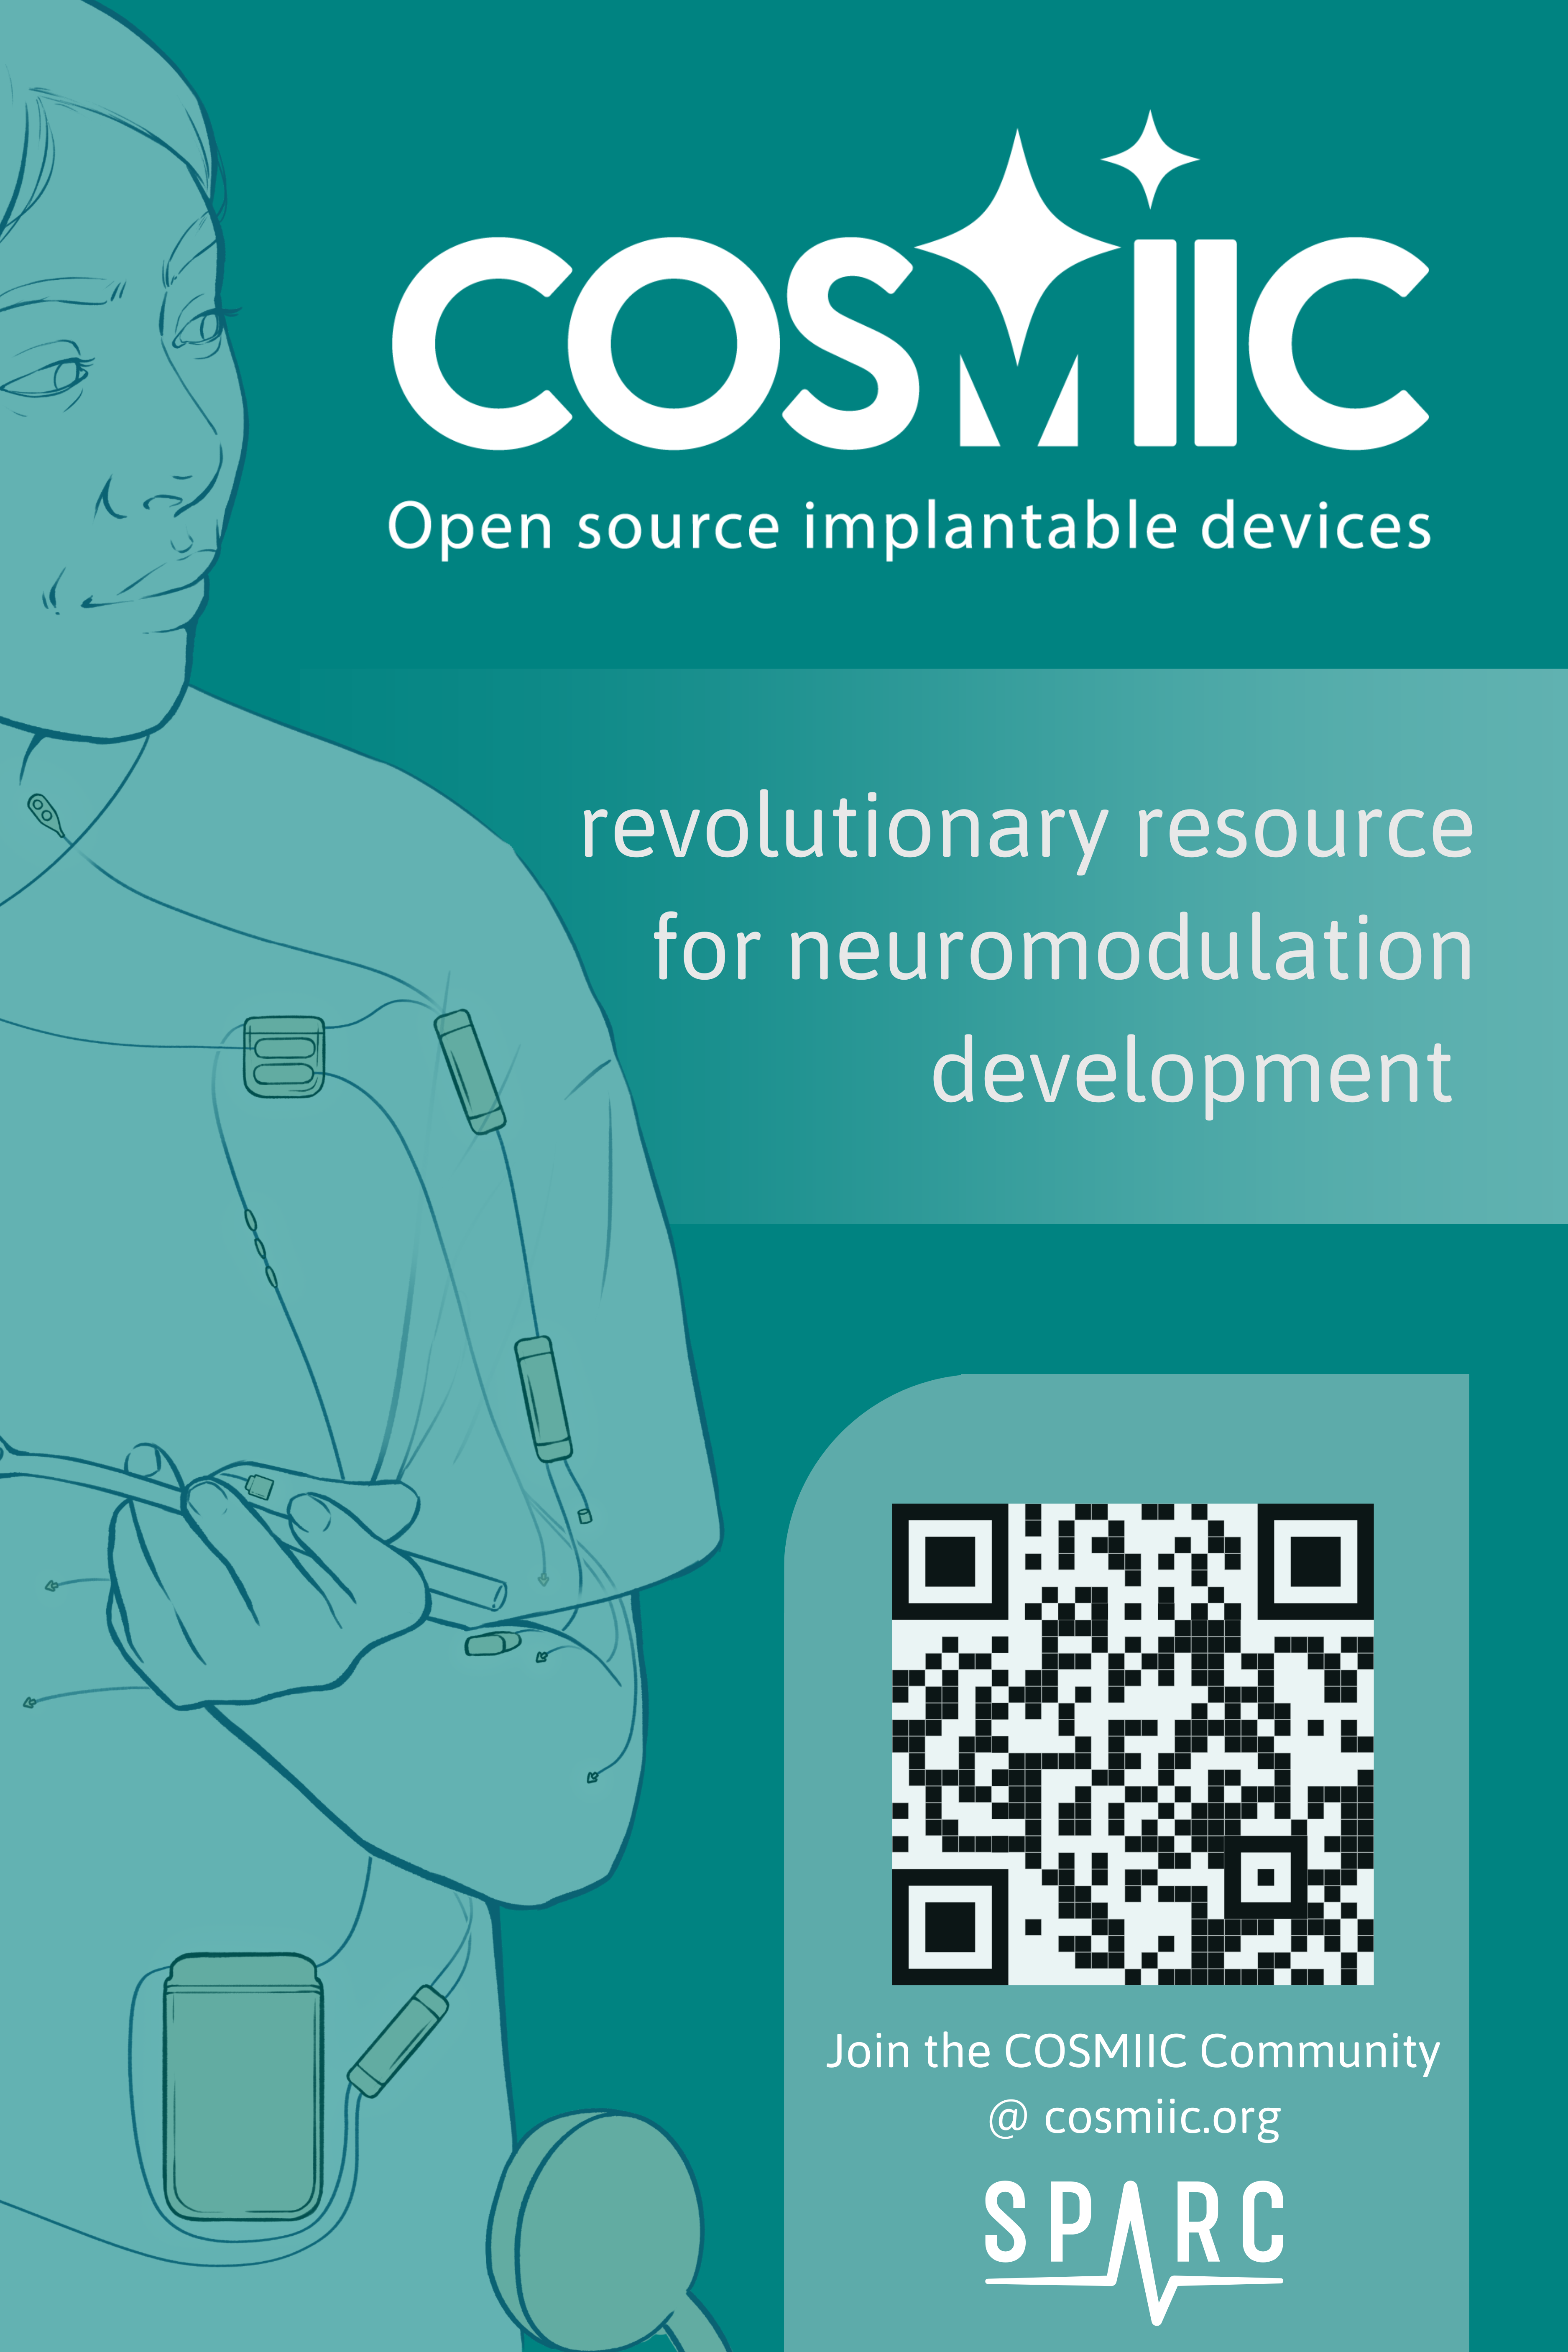 COSMIIC
Open source implantable devices
revolutionary resource
for neuromodulation
development
Join the COSMIIC Community
@ cosmiic.org
SPARC